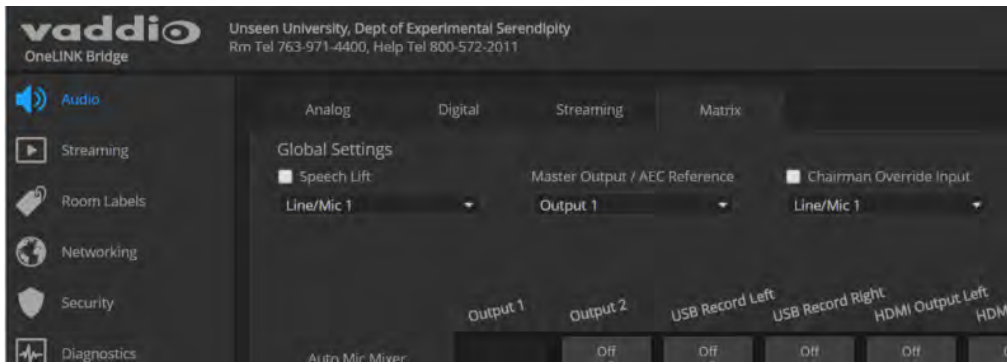 vaddio
OneLINK Bridge
Unseen University, Dept of Experimental Serendipity
Rm Tel 763-971-4400, Help Tel 800-572-2011
Audio
Streaming
Room Labels
Networking
Security
Diagnostics
Analog Digital Streaming Matrix
Global Settings
Speech Lift Master Output / AEC Reference Chairman Override Input
Line/Mic 1 Output 1 Line/Mic 1
Output 1 Output 2 USB Record Left USB Record Right HDMI Output Left HDM
Auto Mic Mixer Off Off Off Off